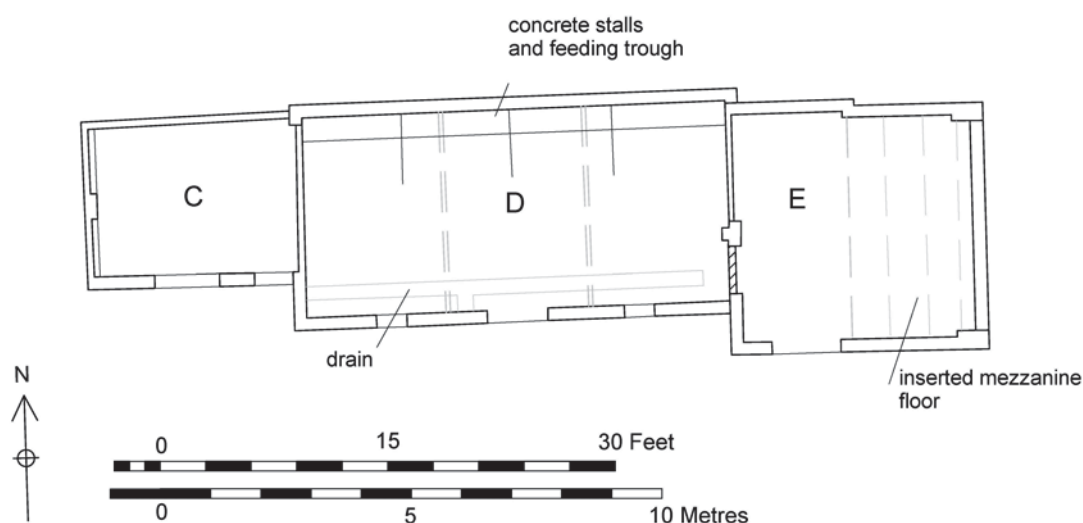 concrete stalls
and feeding trough
C
D
E
drain
inserted mezzanine
floor
N
0 15 30 Feet
0 5 10 Metres